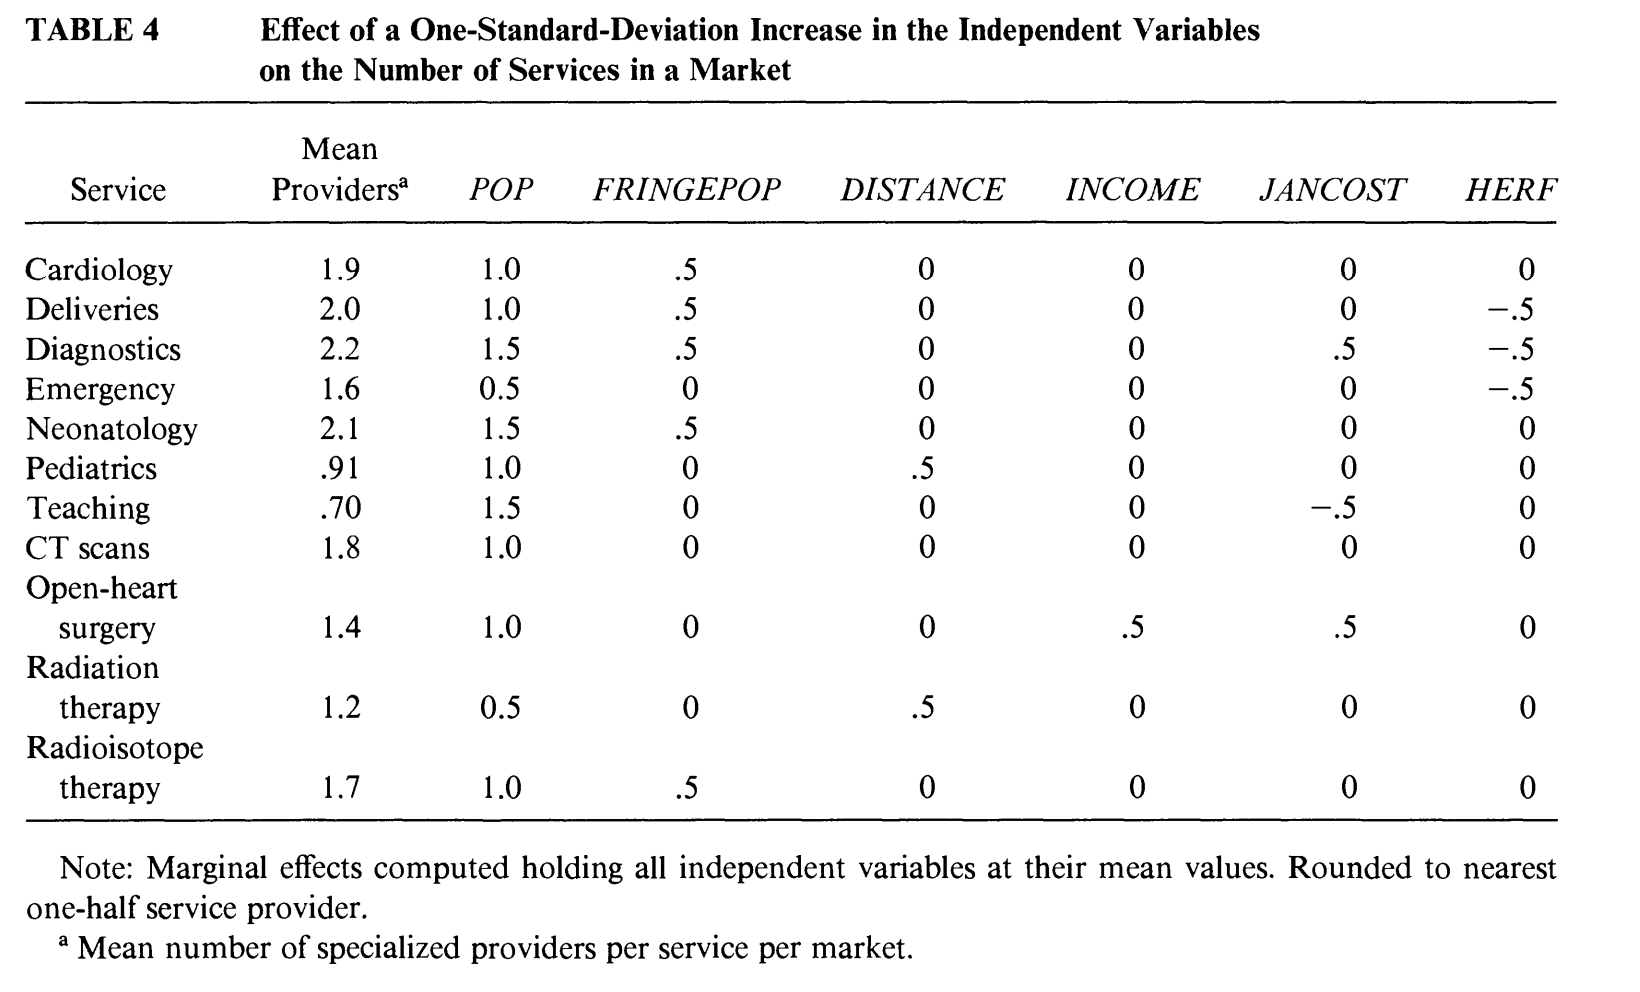 TABLE 4 Effect of a One-Standard-Deviation Increase in the Independent Variables
on the Number of Services in a Market
Mean
Service Providersᵃ POP FRINGEPOP DISTANCE INCOME JANCOST HERF
Cardiology 1.9 1.0 .5 0 0 0 0
Deliveries 2.0 1.0 .5 0 0 0 −.5
Diagnostics 2.2 1.5 .5 0 0 .5 −.5
Emergency 1.6 0.5 0 0 0 0 −.5
Neonatology 2.1 1.5 .5 0 0 0 0
Pediatrics .91 1.0 0 .5 0 0 0
Teaching .70 1.5 0 0 0 −.5 0
CT scans 1.8 1.0 0 0 0 0 0
Open-heart
surgery 1.4 1.0 0 0 .5 .5 0
Radiation
therapy 1.2 0.5 0 .5 0 0 0
Radioisotope
therapy 1.7 1.0 .5 0 0 0 0
Note: Marginal effects computed holding all independent variables at their mean values. Rounded to nearest
one-half service provider.
ᵃ Mean number of specialized providers per service per market.